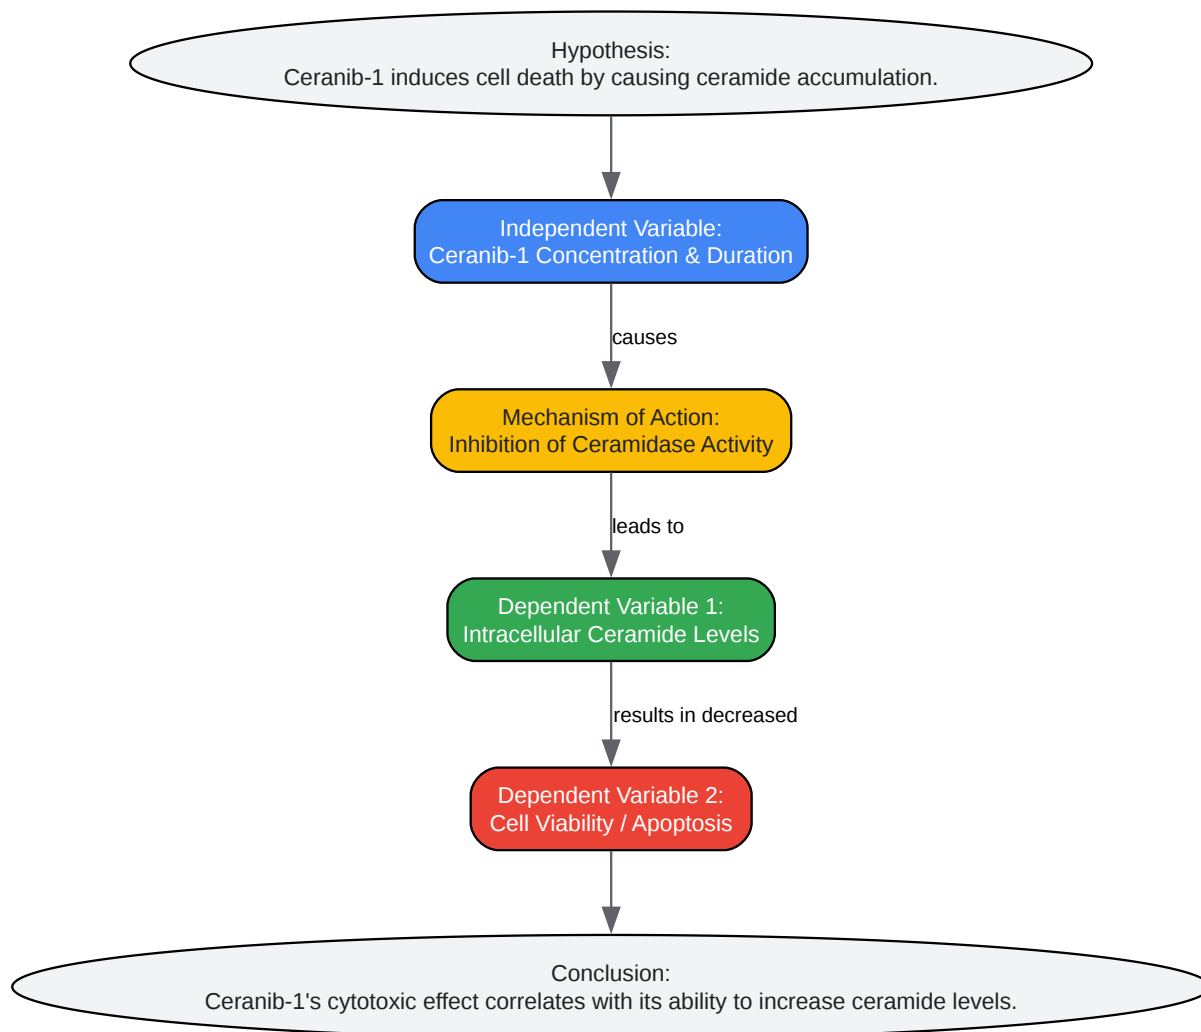 Hypothesis:
Ceranib-1 induces cell death by causing ceramide accumulation.
Independent Variable:
Ceranib-1 Concentration & Duration
causes
Mechanism of Action:
Inhibition of Ceramidase Activity
leads to
Dependent Variable 1:
Intracellular Ceramide Levels
results in decreased
Dependent Variable 2:
Cell Viability / Apoptosis
Conclusion:
Ceranib-1's cytotoxic effect correlates with its ability to increase ceramide levels.